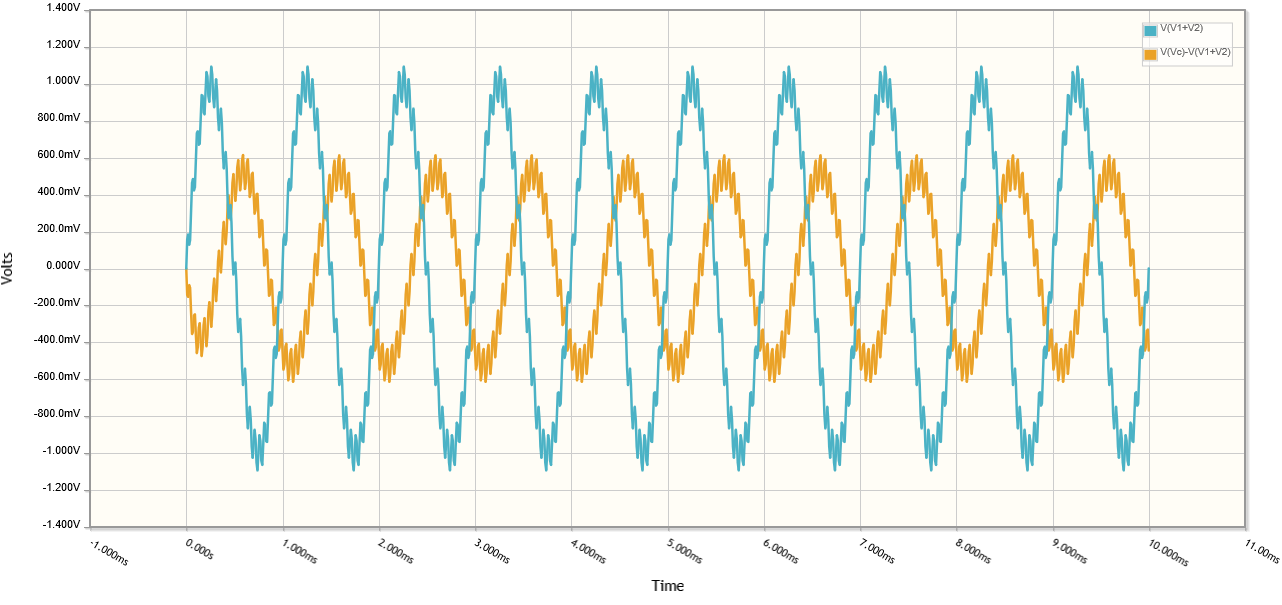 1.400V
1.200V
1.000V
800.0mV
600.0mV
400.0mV
200.0mV
0.000V
-200.0mV
-400.0mV
-600.0mV
-800.0mV
-1.000V
-1.200V
-1.400V
Volts
V(V1+V2)
V(Vc)-V(V1+V2)
-1.000ms
0.000s
1.000ms
2.000ms
3.000ms
4.000ms
5.000ms
6.000ms
7.000ms
8.000ms
9.000ms
10.000ms
11.00ms
Time